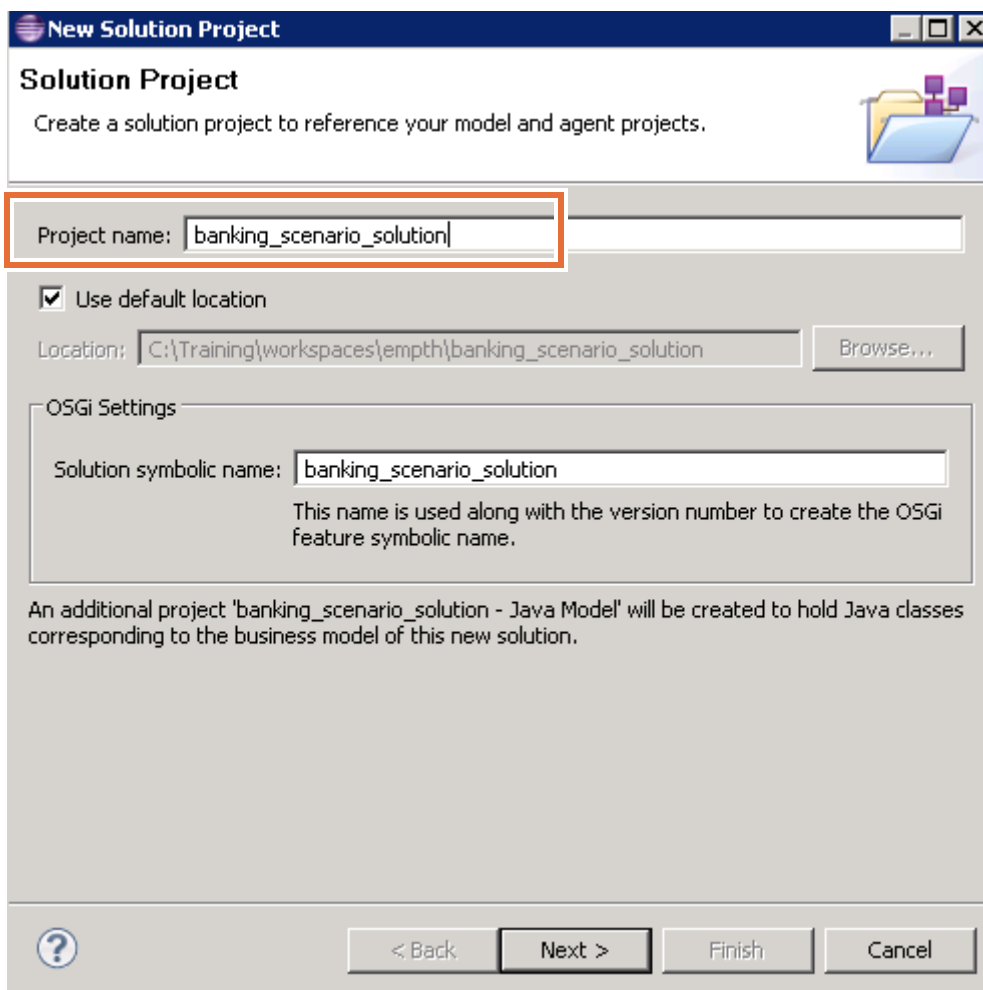 New Solution Project
Solution Project
Create a solution project to reference your model and agent projects.
Project name: banking_scenario_solution
Use default location
Location: C:\Training\workspaces\empth\banking_scenario_solution Browse...
OSGi Settings
Solution symbolic name: banking_scenario_solution
This name is used along with the version number to create the OSGi
feature symbolic name.
An additional project 'banking_scenario_solution - Java Model' will be created to hold Java classes
corresponding to the business model of this new solution.
? < Back Next > Finish Cancel